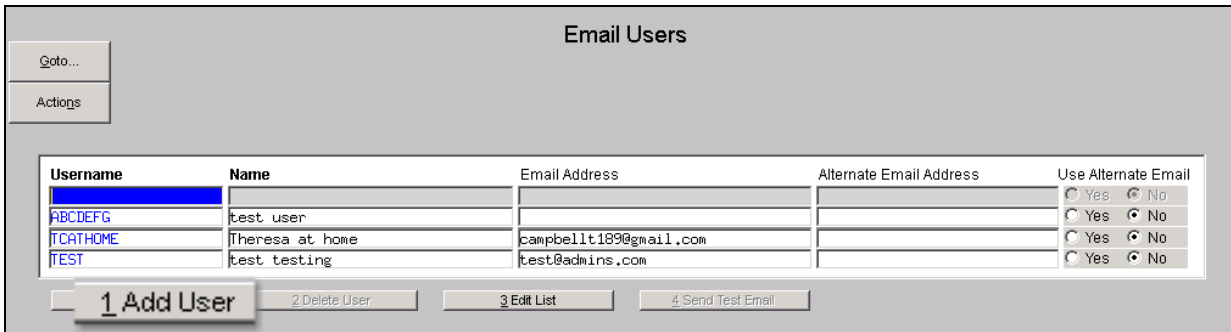 Email Users
Goto...
Actions
Username Name Email Address Alternate Email Address Use Alternate Email
Yes No
ABCDEFG test user Yes No
TCATHOME Theresa at home campbellt189@gmail.com Yes No
TEST test testing test@admins.com Yes No
1 Add User 2 Delete User 3 Edit List 4 Send Test Email